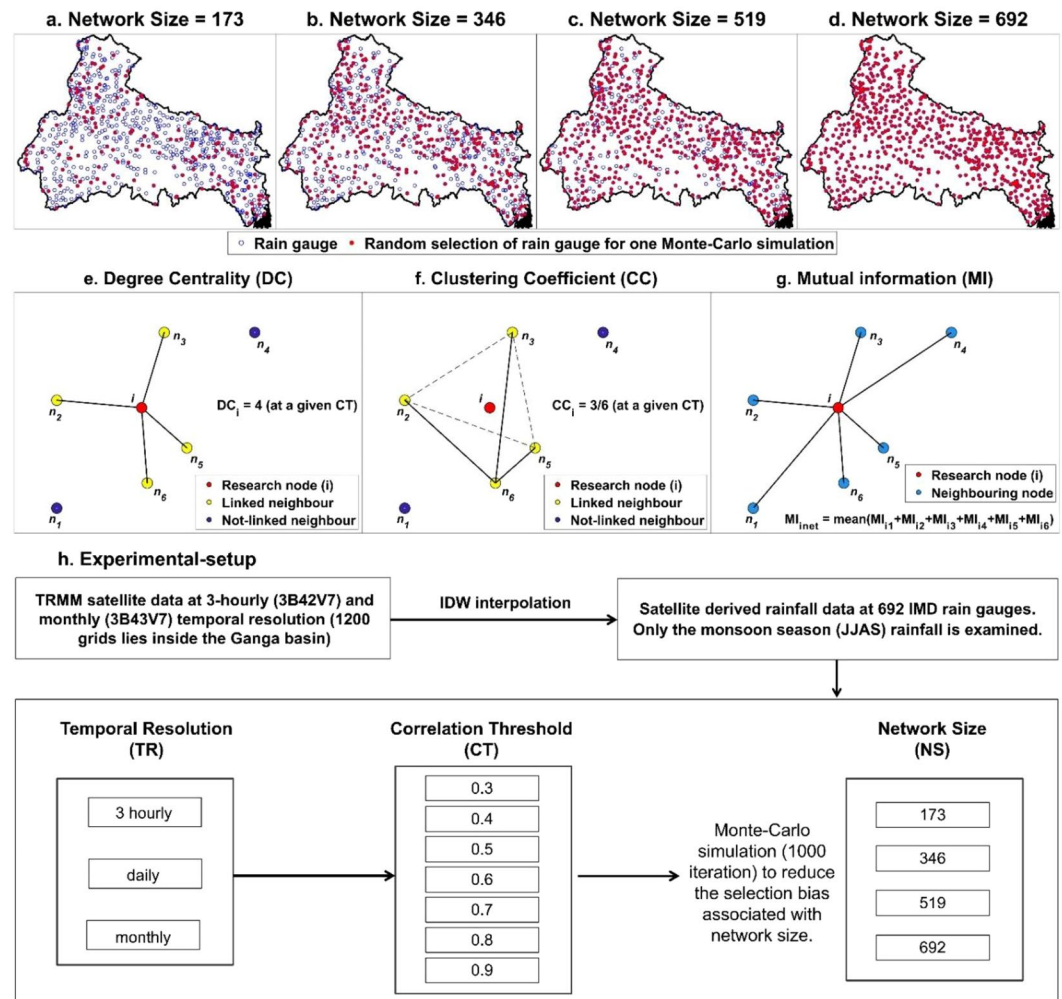 a. Network Size = 173
b. Network Size = 346
c. Network Size = 519
d. Network Size = 692
Rain gauge
Random selection of rain gauge for one Monte-Carlo simulation
e. Degree Centrality (DC)
n3
n4
i
n2
DCi = 4 (at a given CT)
n5
n6
n1
Research node (i)
Linked neighbour
Not-linked neighbour
f. Clustering Coefficient (CC)
n3
n4
i
n2
CCi = 3/6 (at a given CT)
n5
n6
n1
Research node (i)
Linked neighbour
Not-linked neighbour
g. Mutual information (MI)
n3
n4
i
n2
n5
n6
n1
Research node (i)
Neighbouring node
MIinet = mean(MIi1+MIi2+MIi3+MIi4+MIi5+MIi6)
h. Experimental-setup
TRMM satellite data at 3-hourly (3B42V7) and
monthly (3B43V7) temporal resolution (1200
grids lies inside the Ganga basin)
IDW interpolation
Satellite derived rainfall data at 692 IMD rain gauges.
Only the monsoon season (JJAS) rainfall is examined.
Temporal Resolution
(TR)
3 hourly
daily
monthly
Correlation Threshold
(CT)
0.3
0.4
0.5
0.6
0.7
0.8
0.9
Monte-Carlo
simulation (1000
iteration) to reduce
the selection bias
associated with
network size.
Network Size
(NS)
173
346
519
692